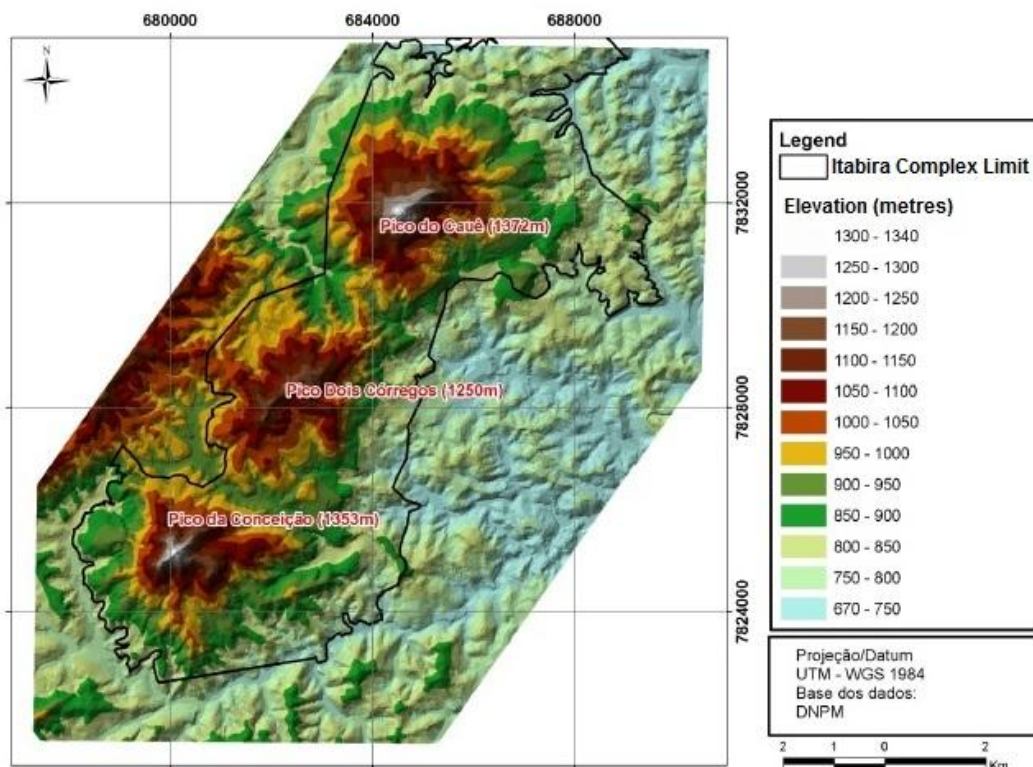 680000
684000
688000
N
7832000
7828000
7824000
Pico do Cauê (1372m)
Pico Dois Córregos (1250m)
Pico da Conceição (1353m)
Legend
Itabira Complex Limit
Elevation (metres)
1300 - 1340
1250 - 1300
1200 - 1250
1150 - 1200
1100 - 1150
1050 - 1100
1000 - 1050
950 - 1000
900 - 950
850 - 900
800 - 850
750 - 800
670 - 750
Projeção/Datum
UTM - WGS 1984
Base dos dados:
DNPM
2 1 0 2
Km